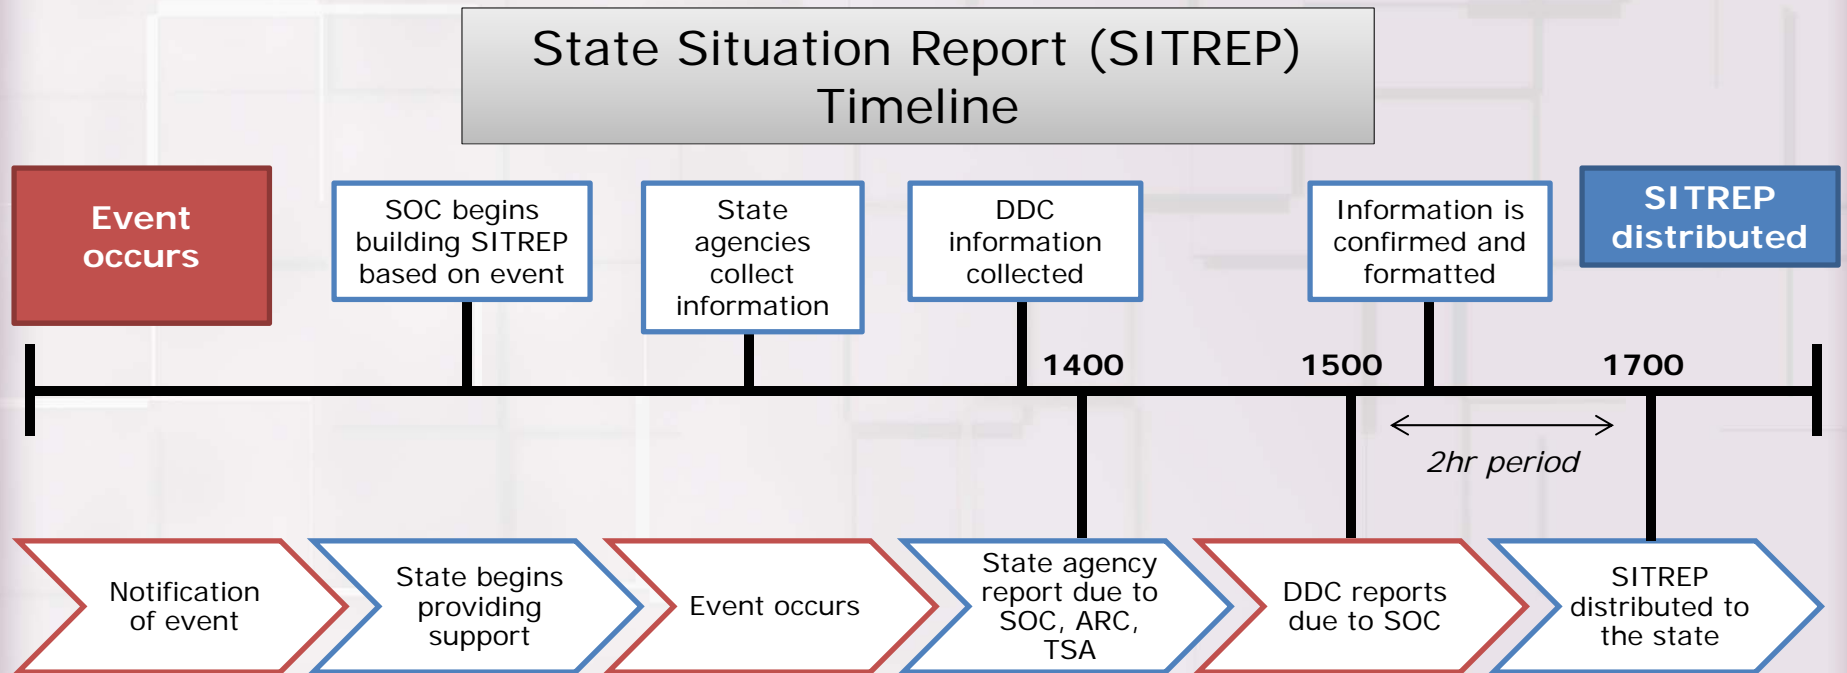 State Situation Report (SITREP)
Timeline
Event
occurs
SOC begins
building SITREP
based on event
State
agencies
collect
information
DDC
information
collected
Information is
confirmed and
formatted
SITREP
distributed
1400
1500
1700
2hr period
Notification
of event
State begins
providing
support
Event occurs
State agency
report due to
SOC, ARC,
TSA
DDC reports
due to SOC
SITREP
distributed to
the state